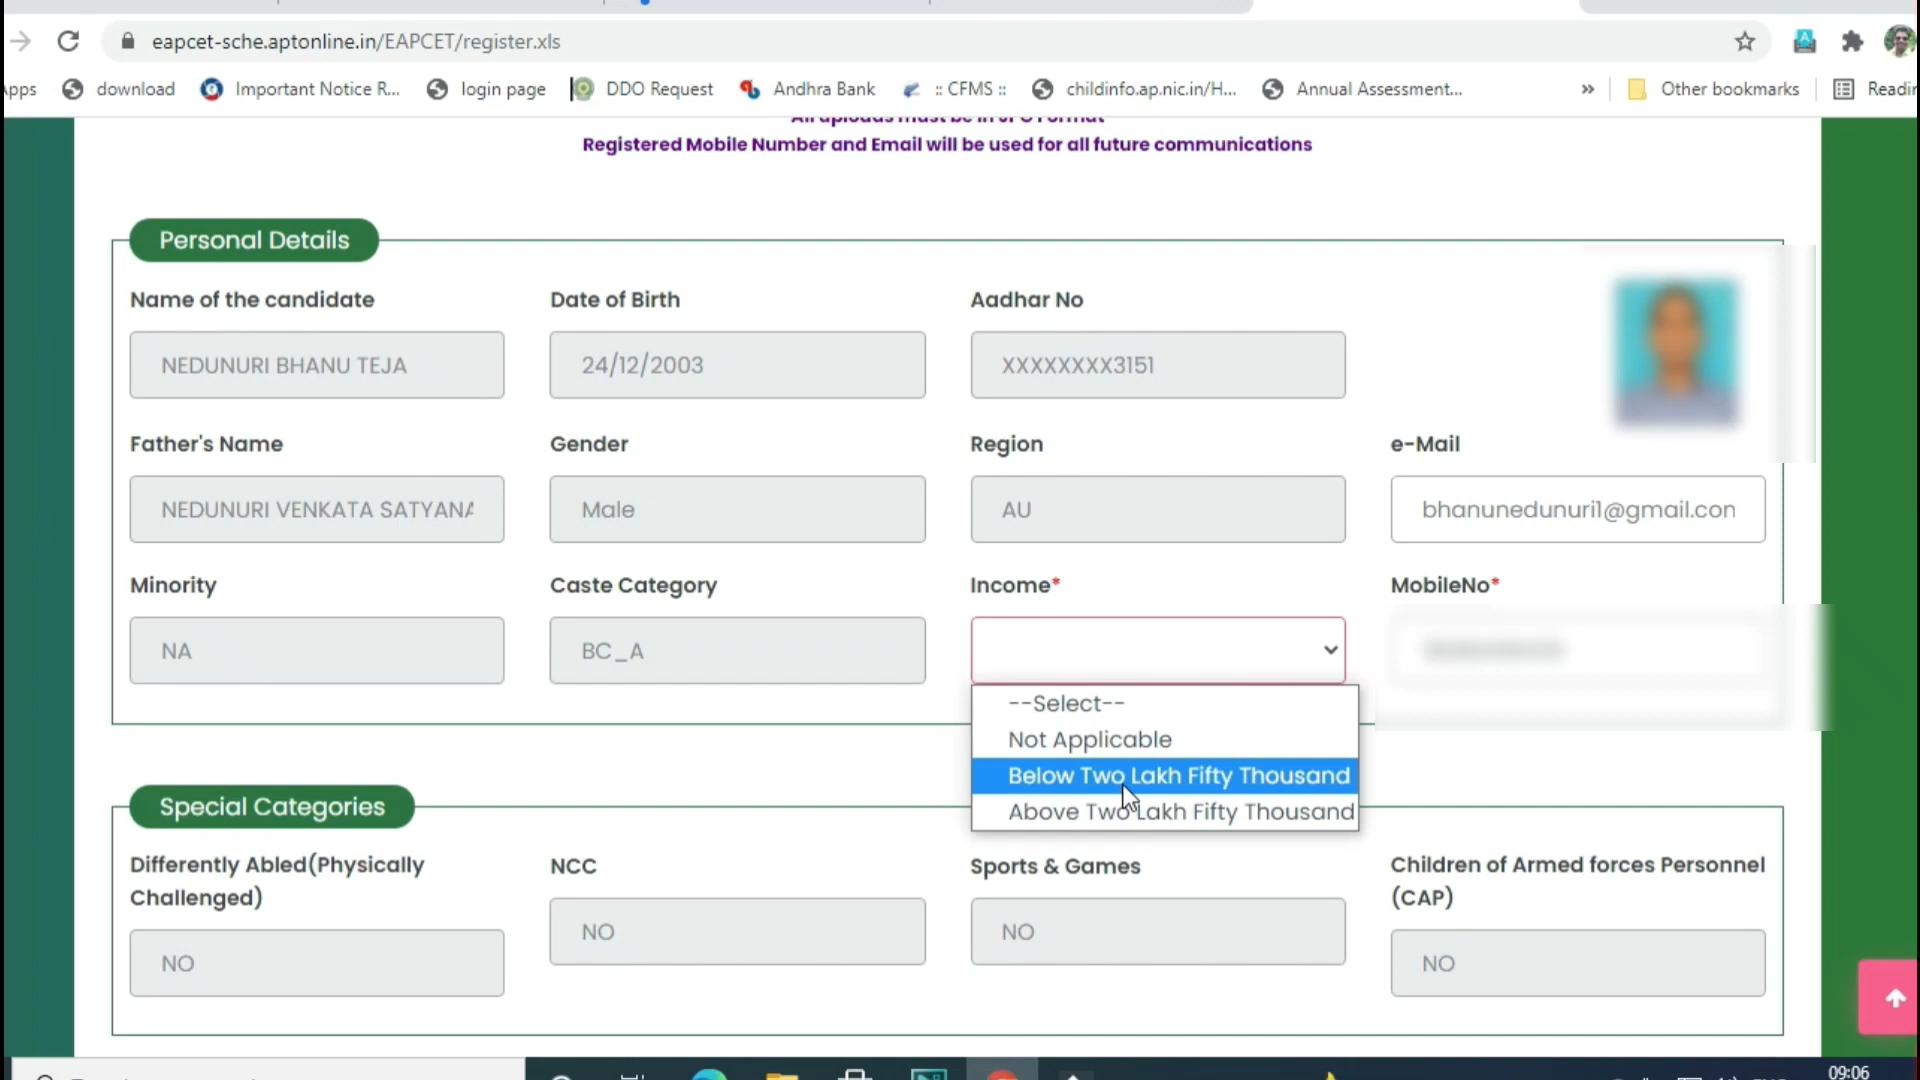 eapcet-sche.aptonline.in/EAPCET/register.xls
download Important Notice R... login page DDO Request Andhra Bank :: CFMS :: childinfo.ap.nic.in/H... Annual Assessment... » Other bookmarks
Registered Mobile Number and Email will be used for all future communications
Personal Details
Name of the candidate Date of Birth Aadhar No
NEDUNURI BHANU TEJA 24/12/2003 XXXXXXXX3151
Father's Name Gender Region e-Mail
NEDUNURI VENKATA SATYANA Male AU bhanunedunuri1@gmail.con
Minority Caste Category Income* MobileNo*
NA BC_A
--Select--
Not Applicable
Below Two Lakh Fifty Thousand
Above Two Lakh Fifty Thousand
Special Categories
Differently Abled(Physically Challenged) NCC Sports & Games Children of Armed forces Personnel (CAP)
NO NO NO NO
09:06